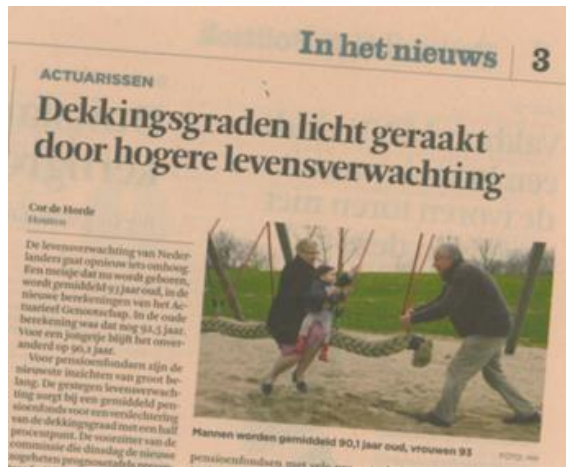 In het nieuws 3
ACTUARISSEN
Dekkingsgraden licht geraakt
door hogere levensverwachting
Cor de Horde
Houten
De levensverwachting van Neder-
landers gaat opnieuw iets omhoog.
Een meisje dat nu wordt geboren,
wordt gemiddeld 93 jaar oud, in de
nieuwe berekeningen van het Ac-
tuarieel Genootschap. In de oude
berekening was dat nog 92,5 jaar.
Voor een jongetje blijft het onver-
anderd op 90,1 jaar.
Voor pensioenfondsen zijn de
nieuwste inzichten van groot be-
lang. De gestegen levensverwach-
ting zorgt bij een gemiddeld pen-
sioenfonds voor een verslechtering
van de dekkingsgraad met een half
procentpunt. De voorzitter van de
commissie die dinsdag de nieuwe
Mannen worden gemiddeld 90,1 jaar oud, vrouwen 93
pensioenfondsen met